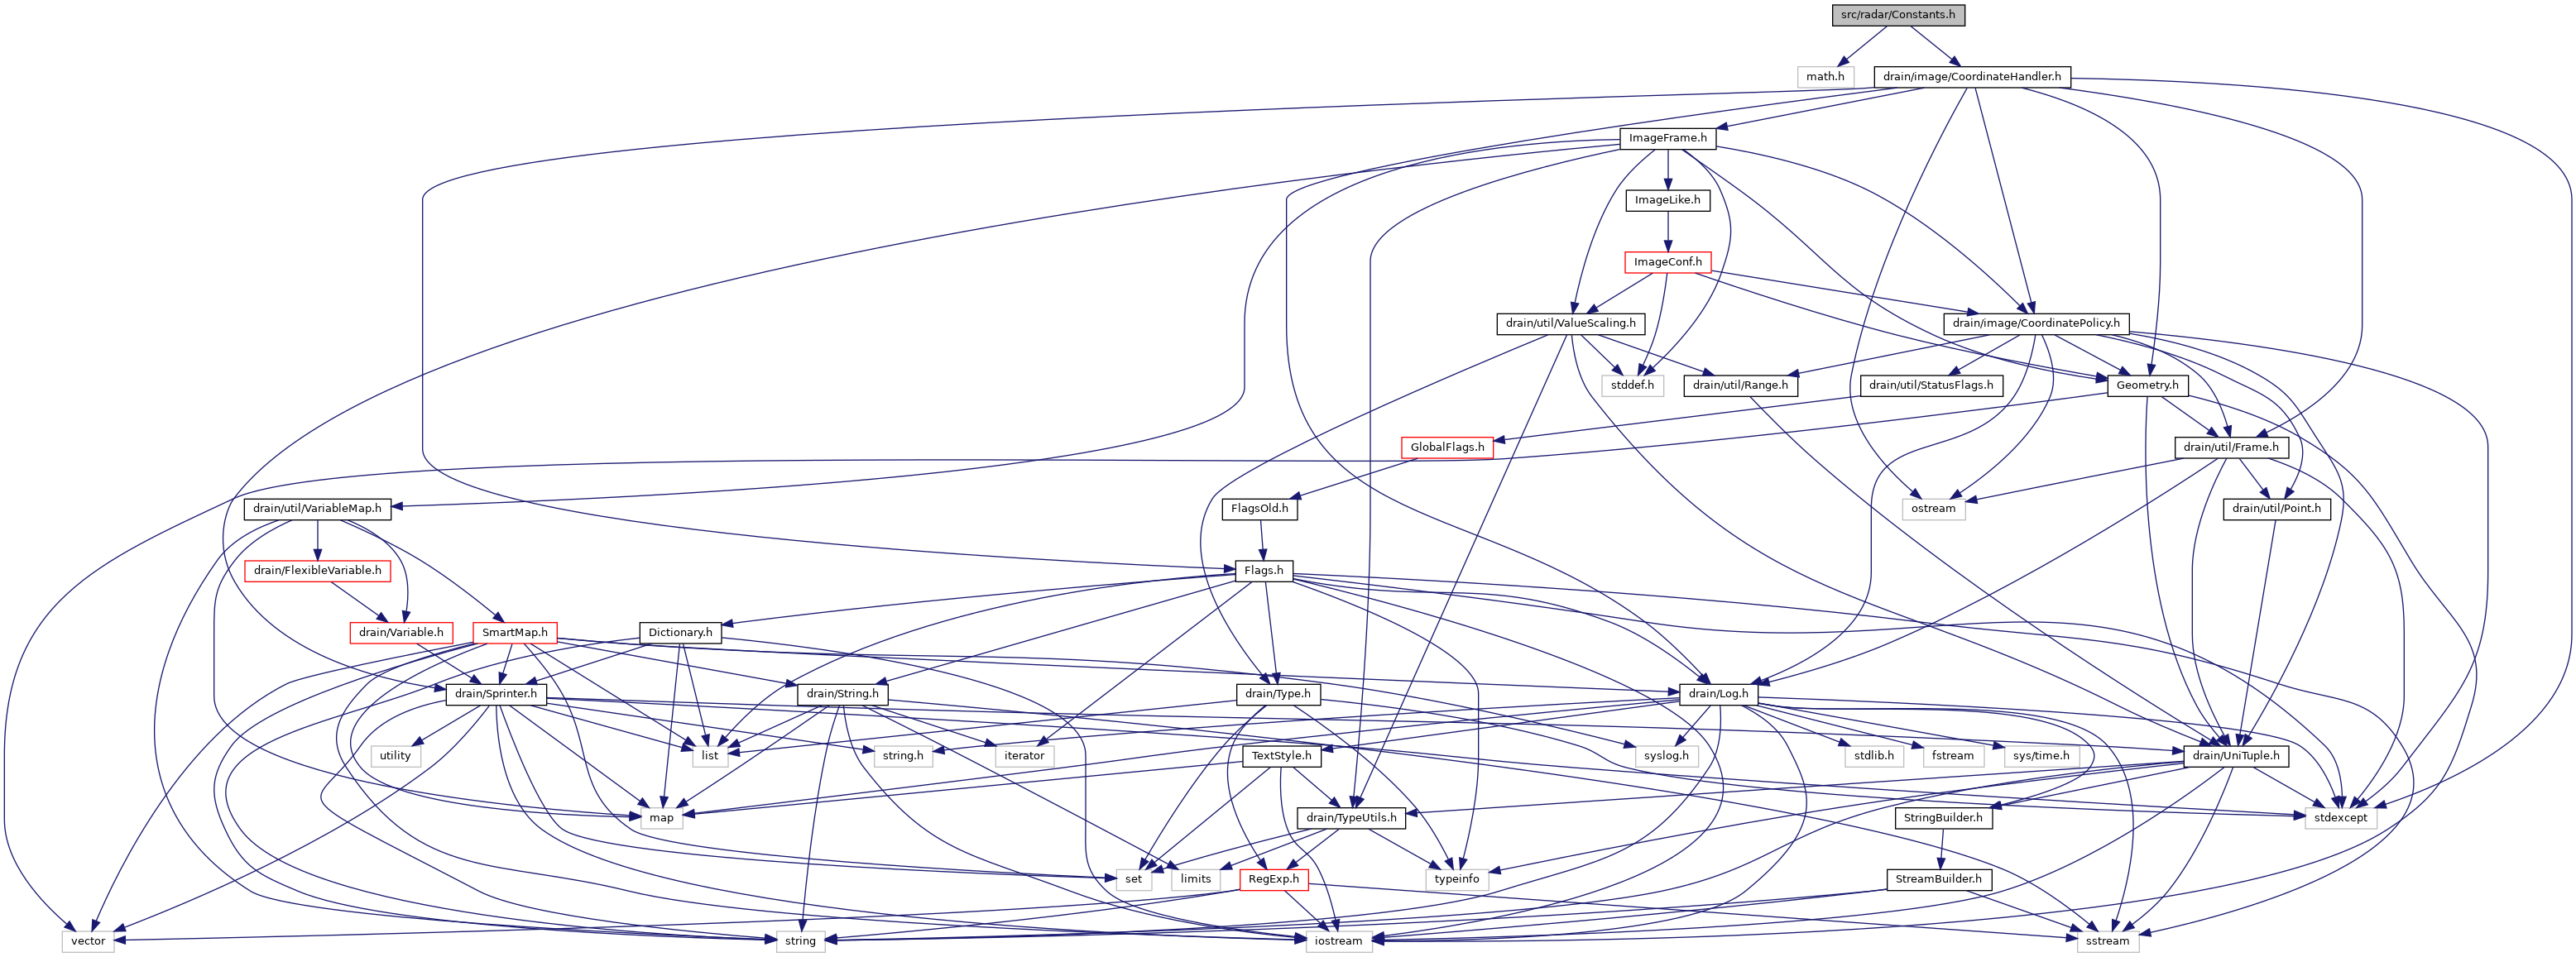 src/radar/Constants.h
math.h
drain/image/CoordinateHandler.h
ImageFrame.h
ImageLike.h
ImageConf.h
drain/util/ValueScaling.h
drain/image/CoordinatePolicy.h
stddef.h
drain/util/Range.h
drain/util/StatusFlags.h
Geometry.h
GlobalFlags.h
drain/util/Frame.h
drain/util/VariableMap.h
FlagsOld.h
ostream
drain/util/Point.h
drain/FlexibleVariable.h
Flags.h
drain/Variable.h
SmartMap.h
Dictionary.h
drain/Sprinter.h
drain/String.h
drain/Type.h
drain/Log.h
utility
list
string.h
iterator
TextStyle.h
syslog.h
stdlib.h
fstream
sys/time.h
drain/UniTuple.h
map
drain/TypeUtils.h
StringBuilder.h
stdexcept
set
limits
RegExp.h
typeinfo
StreamBuilder.h
vector
string
iostream
sstream